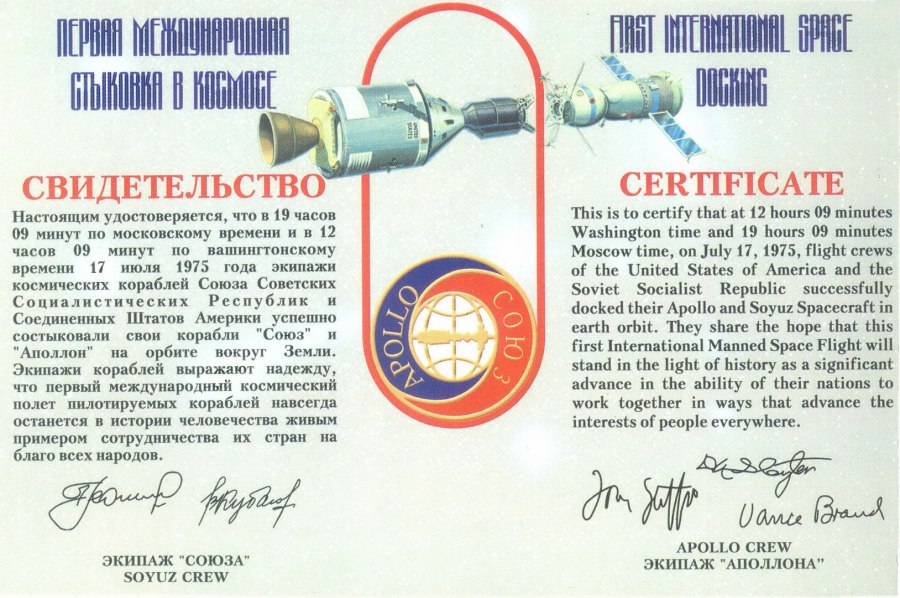 ПЕРВАЯ МЕЖДУНАРОДНАЯ
СТЫКОВКА В КОСМОСЕ
СВИДЕТЕЛЬСТВО
Настоящим удостоверяется, что в 19 часов
09 минут по московскому времени и в 12
часов 09 минут по вашингтонскому
времени 17 июля 1975 года экипажи
космических кораблей Союза Советских
Социалистических Республик и
Соединенных Штатов Америки успешно
состыковали свои корабли "Союз" и
"Аполлон" на орбите вокруг Земли.
Экипажи кораблей выражают надежду,
что первый международный космический
полет пилотируемых кораблей навсегда
останется в истории человечества живым
примером сотрудничества их стран на
благо всех народов.
ЭКИПАЖ "СОЮЗА"
SOYUZ CREW
UNITED
STATES
APOLLO
СОЮЗ
FIRST INTERNATIONAL SPACE
DOCKING
CERTIFICATE
This is to certify that at 12 hours 09 minutes
Washington time and 19 hours 09 minutes
Moscow time, on July 17, 1975, flight crews
of the United States of America and the
Soviet Socialist Republic successfully
docked their Apollo and Soyuz Spacecraft in
earth orbit. They share the hope that this
first International Manned Space Flight will
stand in the light of history as a significant
advance in the ability of their nations to
work together in ways that advance the
interests of people everywhere.
Vance Brand
APOLLO CREW
ЭКИПАЖ "АПОЛЛОНА"